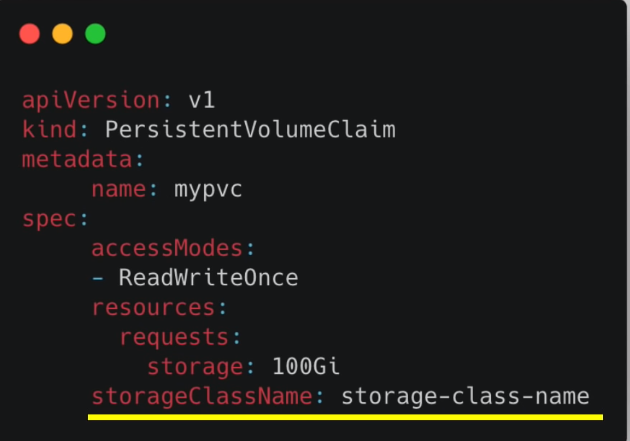 apiVersion: v1
kind: PersistentVolumeClaim
metadata:
     name: mypvc
spec:
     accessModes:
     - ReadWriteOnce
     resources:
       requests:
         storage: 100Gi
     storageClassName: storage-class-name